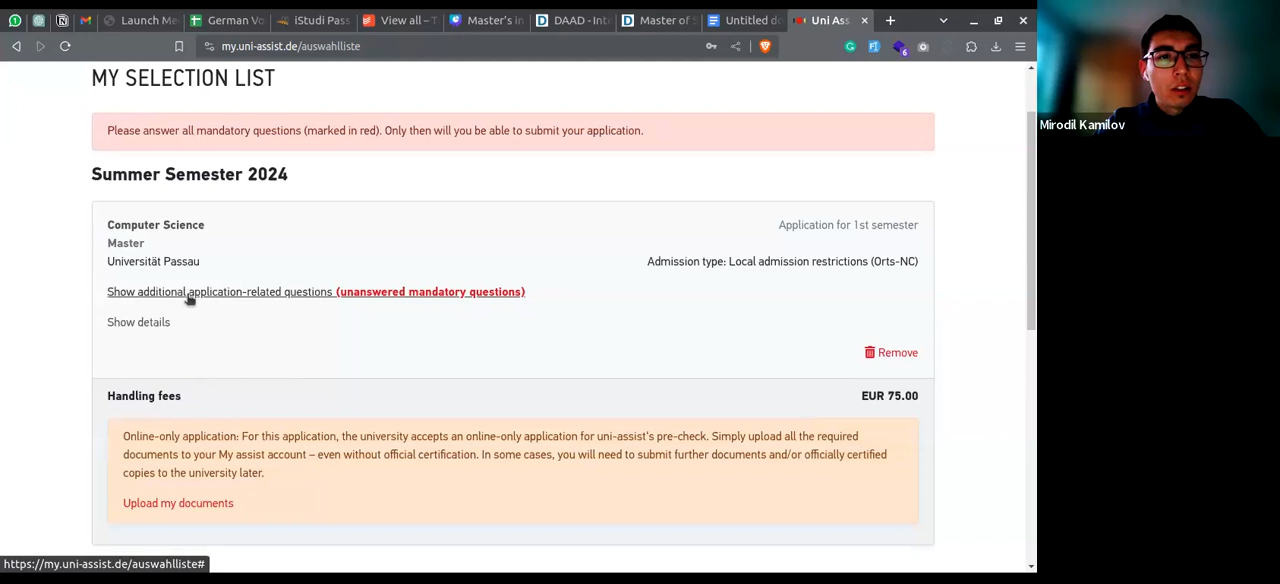 Launch Me
German Vo
iStudi Pass
View all – T
Master's in
DAAD - Inte
Master of S
Untitled do
Uni Ass
my.uni-assist.de/auswahlliste
6
MY SELECTION LIST
Please answer all mandatory questions (marked in red). Only then will you be able to submit your application.
Summer Semester 2024
Computer Science
Application for 1st semester
Master
Universität Passau
Admission type: Local admission restrictions (Orts-NC)
Show additional application-related questions (unanswered mandatory questions)
Show details
Remove
Handling fees
EUR 75.00
Online-only application: For this application, the university accepts an online-only application for uni-assist's pre-check. Simply upload all the required
documents to your My assist account – even without official certification. In some cases, you will need to submit further documents and/or officially certified
copies to the university later.
Upload my documents
https://my.uni-assist.de/auswahlliste#
Mirodil Kamilov